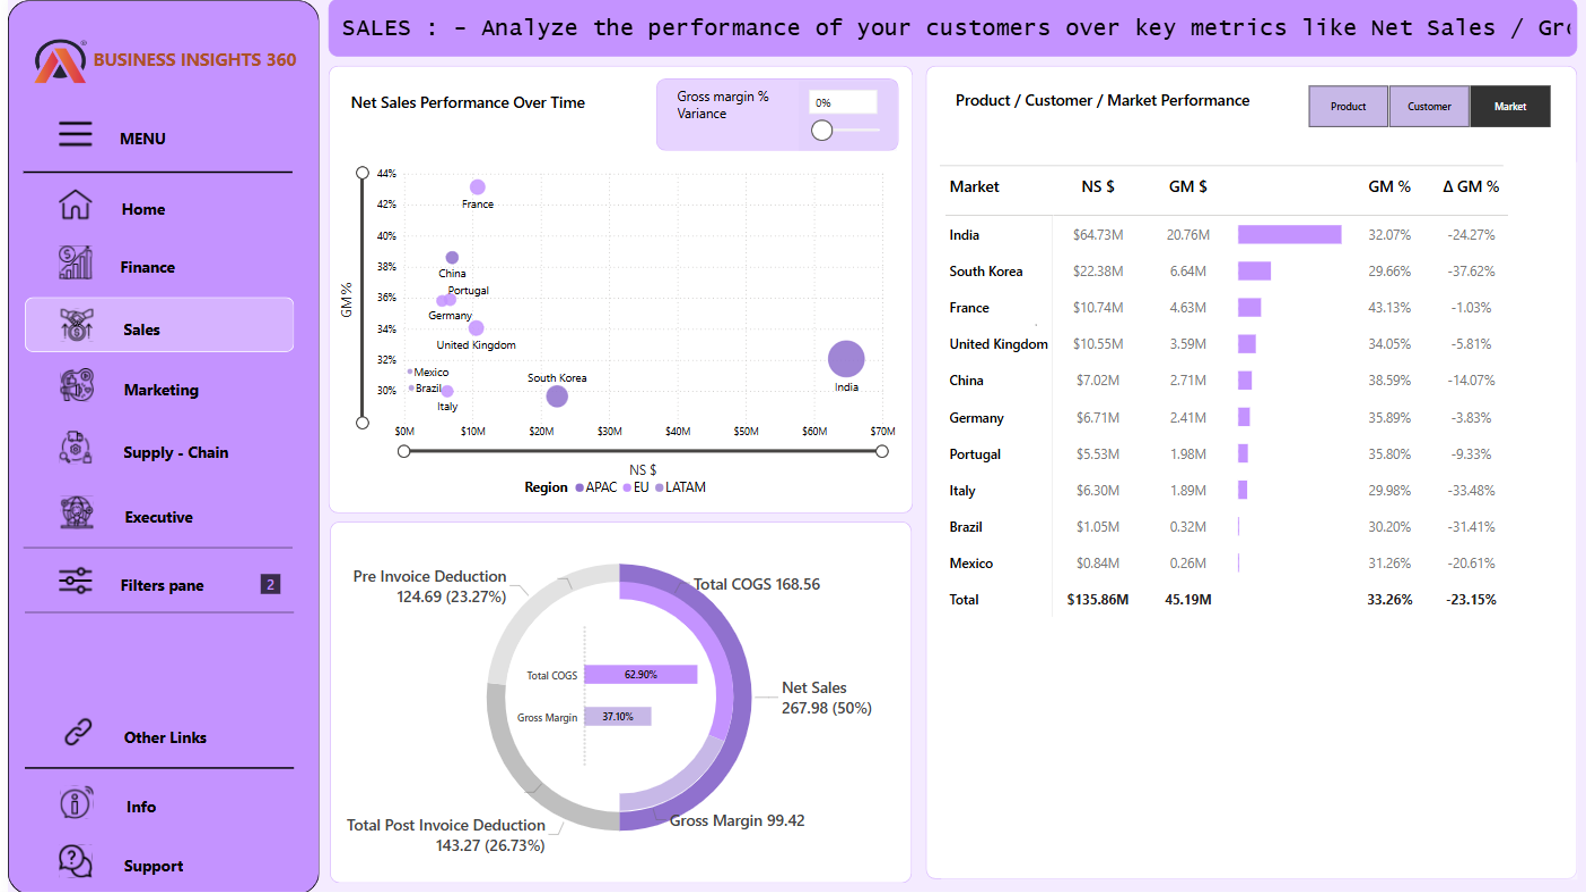 BUSINESS INSIGHTS 360
MENU
Home
Finance
Sales
Marketing
Supply - Chain
Executive
Filters pane 2
Other Links
Info
Support
SALES : - Analyze the performance of your customers over key metrics like Net Sales /
Net Sales Performance Over Time
Gross margin %
Variance
0%
GM%
44%
42%
40%
38%
36%
34%
32%
30%
France
China
Portugal
Germany
United Kingdom
Mexico
Brazil
Italy
South Korea
India
$0M $10M $20M $30M $40M $50M $60M $70M
NS $
Region APAC EU LATAM
Pre Invoice Deduction
124.69 (23.27%)
Total COGS 168.56
Total COGS 62.90%
Gross Margin 37.10%
Net Sales
267.98 (50%)
Total Post Invoice Deduction
143.27 (26.73%)
Gross Margin 99.42
Product / Customer / Market Performance
Product Customer Market
Market NS $ GM $ GM % Δ GM %
India $64.73M 20.76M 32.07% -24.27%
South Korea $22.38M 6.64M 29.66% -37.62%
France $10.74M 4.63M 43.13% -1.03%
United Kingdom $10.55M 3.59M 34.05% -5.81%
China $7.02M 2.71M 38.59% -14.07%
Germany $6.71M 2.41M 35.89% -3.83%
Portugal $5.53M 1.98M 35.80% -9.33%
Italy $6.30M 1.89M 29.98% -33.48%
Brazil $1.05M 0.32M 30.20% -31.41%
Mexico $0.84M 0.26M 31.26% -20.61%
Total $135.86M 45.19M 33.26% -23.15%